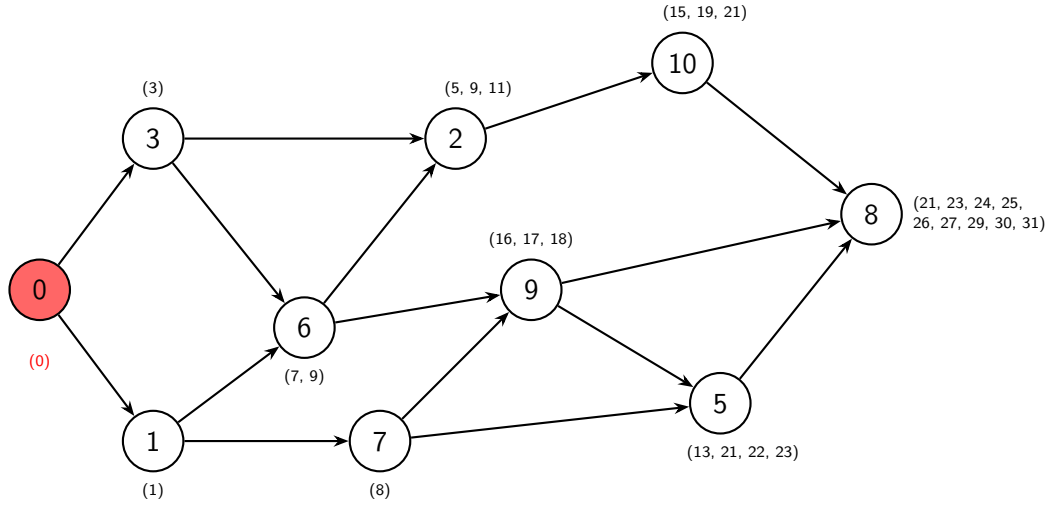 (15, 19, 21)
10
(3)
(5, 9, 11)
3
2
8
(21, 23, 24, 25,
26, 27, 29, 30, 31)
(16, 17, 18)
0
9
6
(0)
(7, 9)
5
1
7
(13, 21, 22, 23)
(1)
(8)